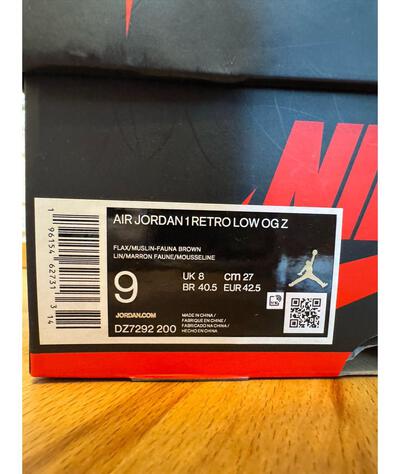 NIKE
AIR JORDAN 1 RETRO LOW OG Z
FLAX/MUSLIN-FAUNA BROWN
LIN/MARRON FAUNE/MOUSSELINE
9
UK 8 cm 27
BR 40.5 EUR 42.5
JORDAN.COM
MADE IN CHINA/
FABRIQUE EN CHINE/
FABRICADO NA CHINA/
HECHO EN CHINA
DZ7292 200
1 96154 62731 3 14